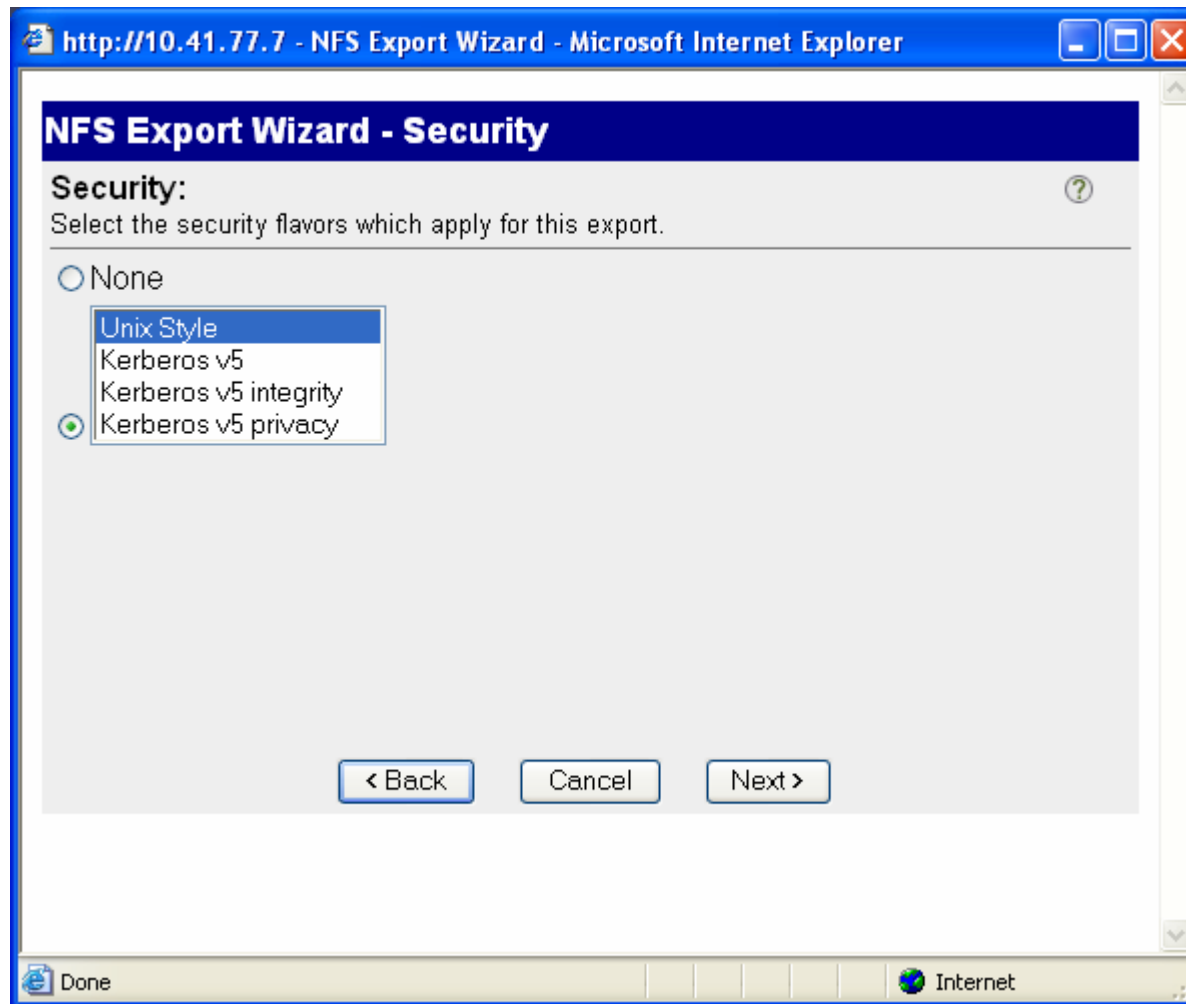 http://10.41.77.7 - NFS Export Wizard - Microsoft Internet Explorer
NFS Export Wizard - Security
Security:
?
Select the security flavors which apply for this export.
None
Unix Style
Kerberos v5
Kerberos v5 integrity
Kerberos v5 privacy
< Back Cancel Next >
Done Internet